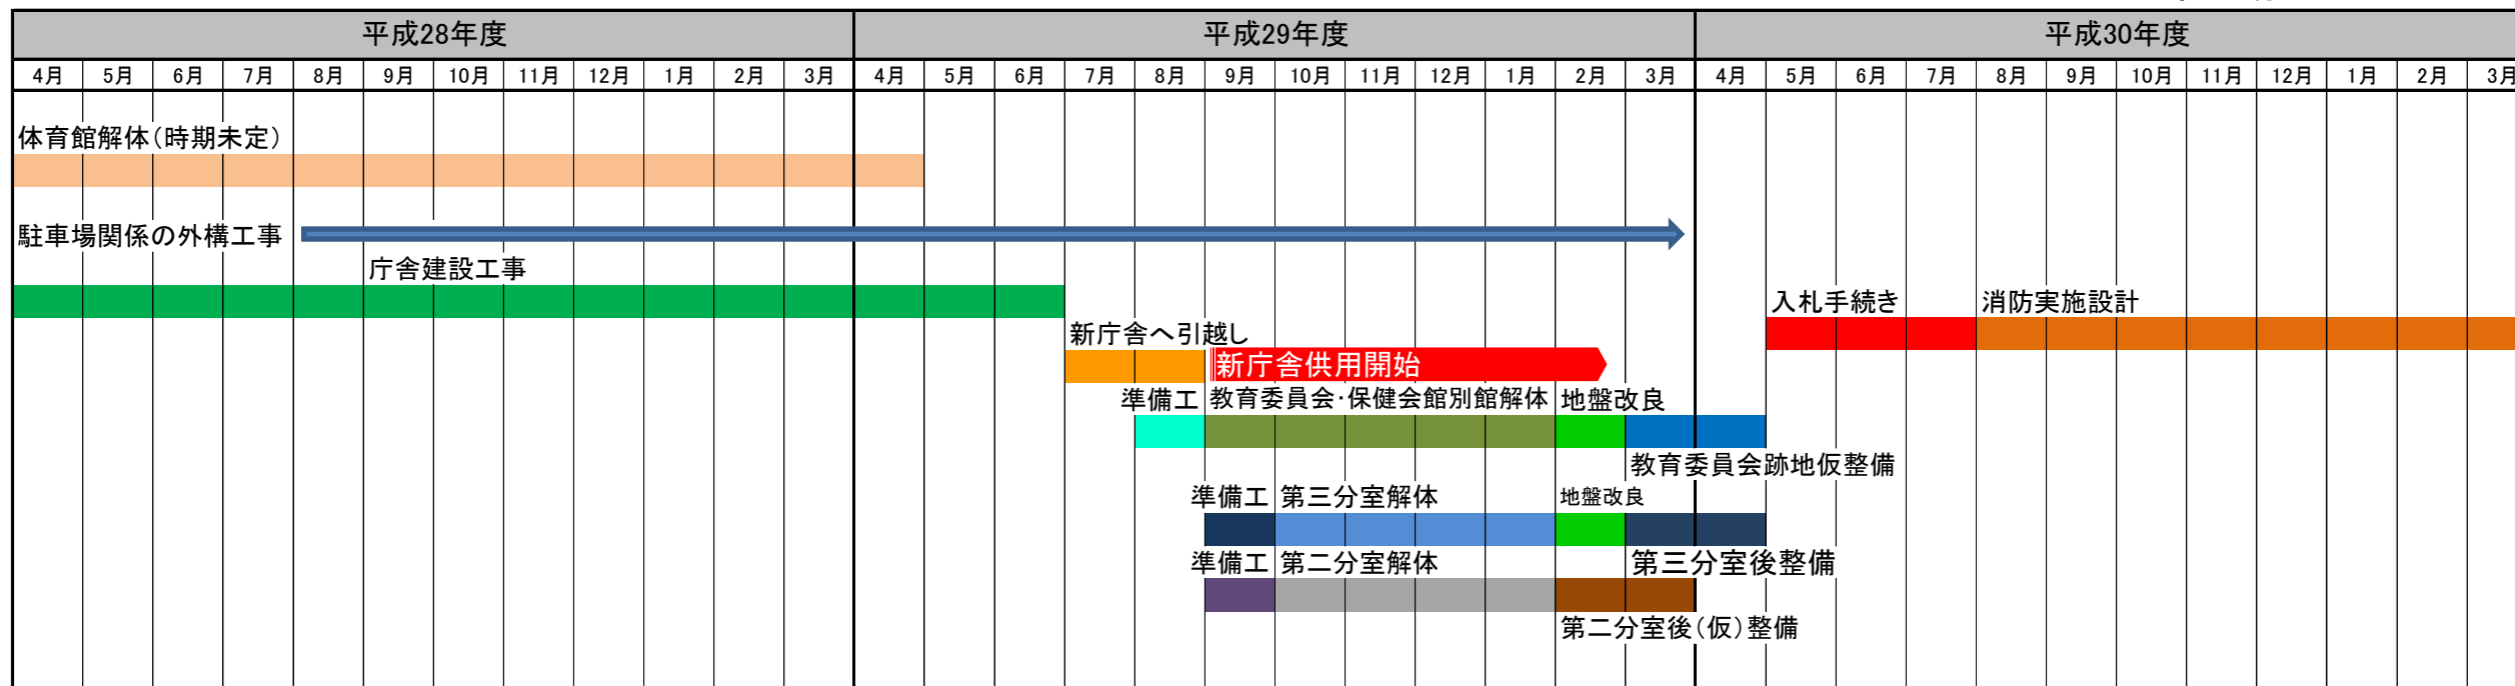 平成28年度 平成29年度 平成30年度
4月 5月 6月 7月 8月 9月 10月 11月 12月 1月 2月 3月 4月 5月 6月 7月 8月 9月 10月 11月 12月 1月 2月 3月 4月 5月 6月 7月 8月 9月 10月 11月 12月 1月 2月 3月
体育館解体(時期未定)
駐車場関係の外構工事
庁舎建設工事
入札手続き 消防実施設計
新庁舎へ引越し
新庁舎供用開始
準備工 教育委員会・保健会館別館解体 地盤改良
教育委員会跡地仮整備
準備工 第三分室解体 地盤改良
準備工 第二分室解体 第三分室後整備
第二分室後(仮)整備